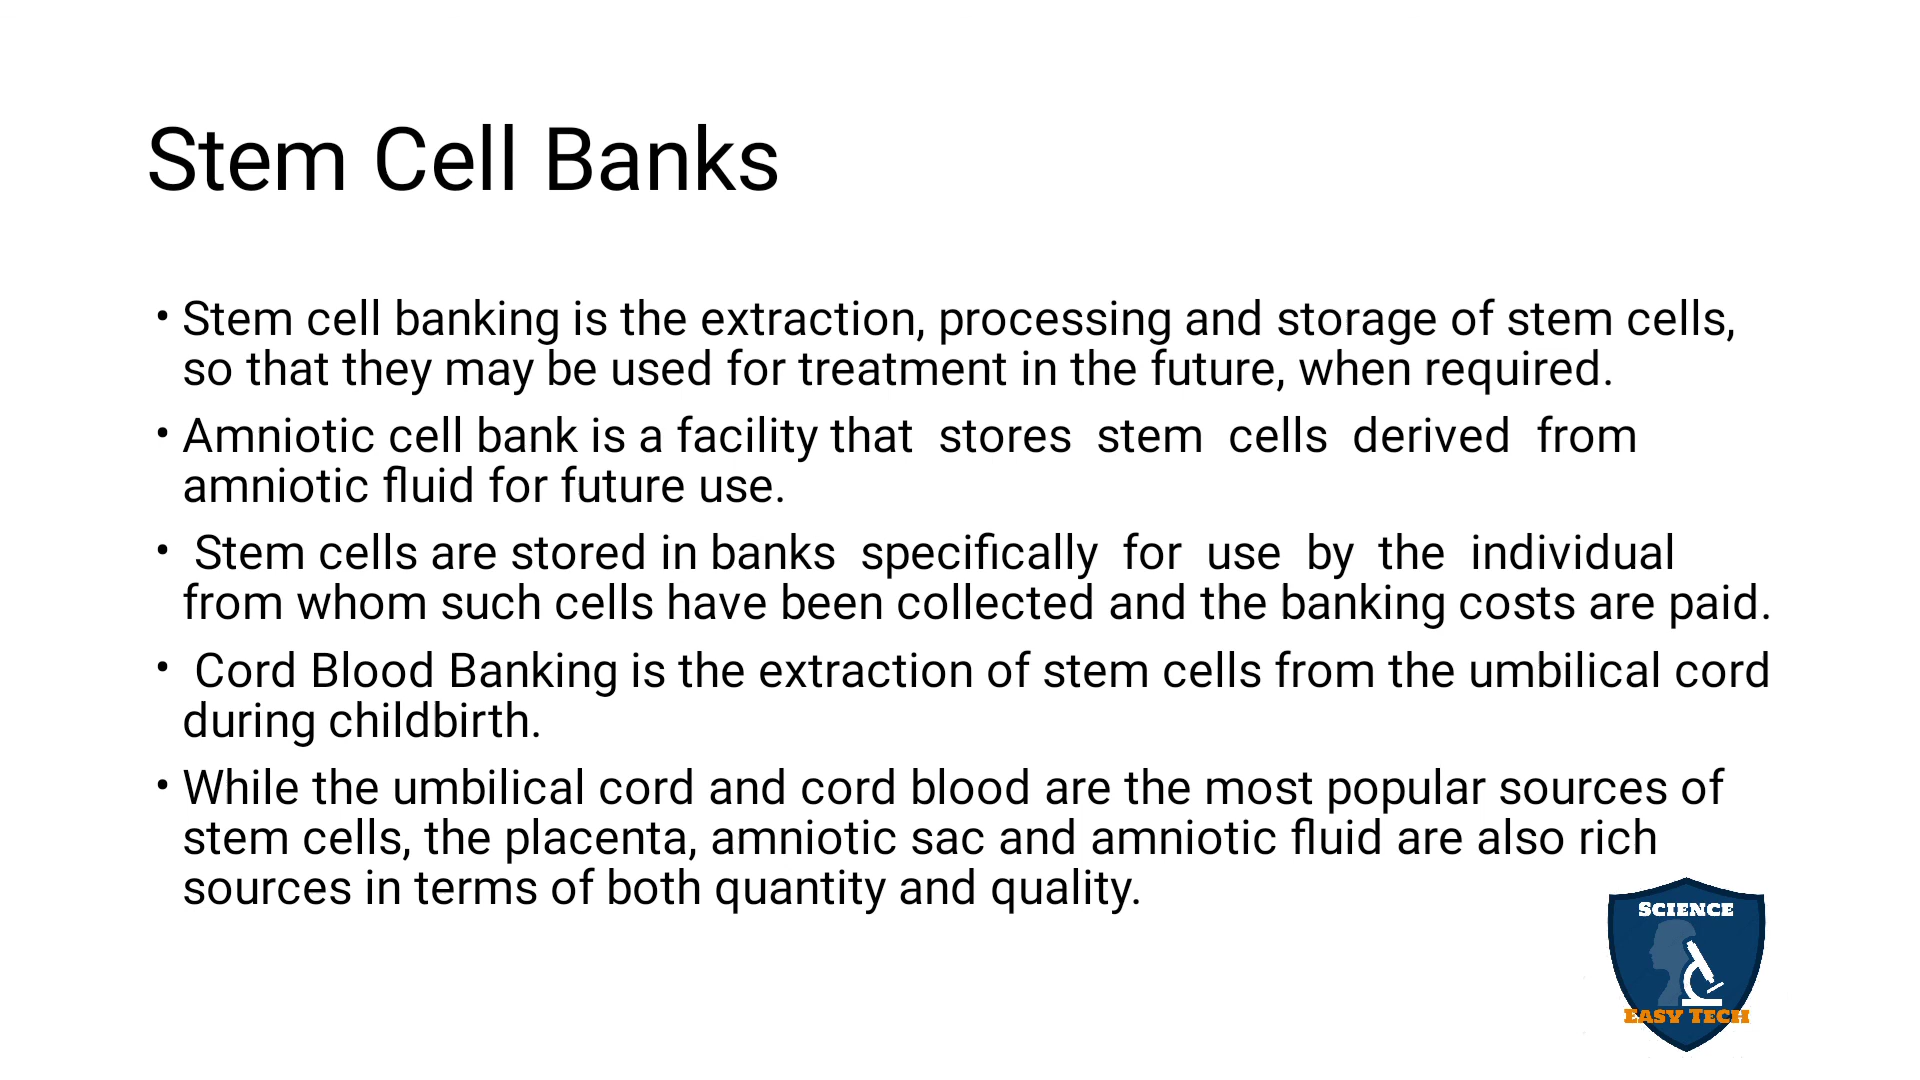 Stem Cell Banks
• Stem cell banking is the extraction, processing and storage of stem cells,
so that they may be used for treatment in the future, when required.
• Amniotic cell bank is a facility that  stores  stem  cells  derived  from
amniotic fluid for future use.
•  Stem cells are stored in banks  specifically  for  use  by  the  individual
from whom such cells have been collected and the banking costs are paid.
•  Cord Blood Banking is the extraction of stem cells from the umbilical cord
during childbirth.
• While the umbilical cord and cord blood are the most popular sources of
stem cells, the placenta, amniotic sac and amniotic fluid are also rich
sources in terms of both quantity and quality.
SCIENCE
EASY TECH